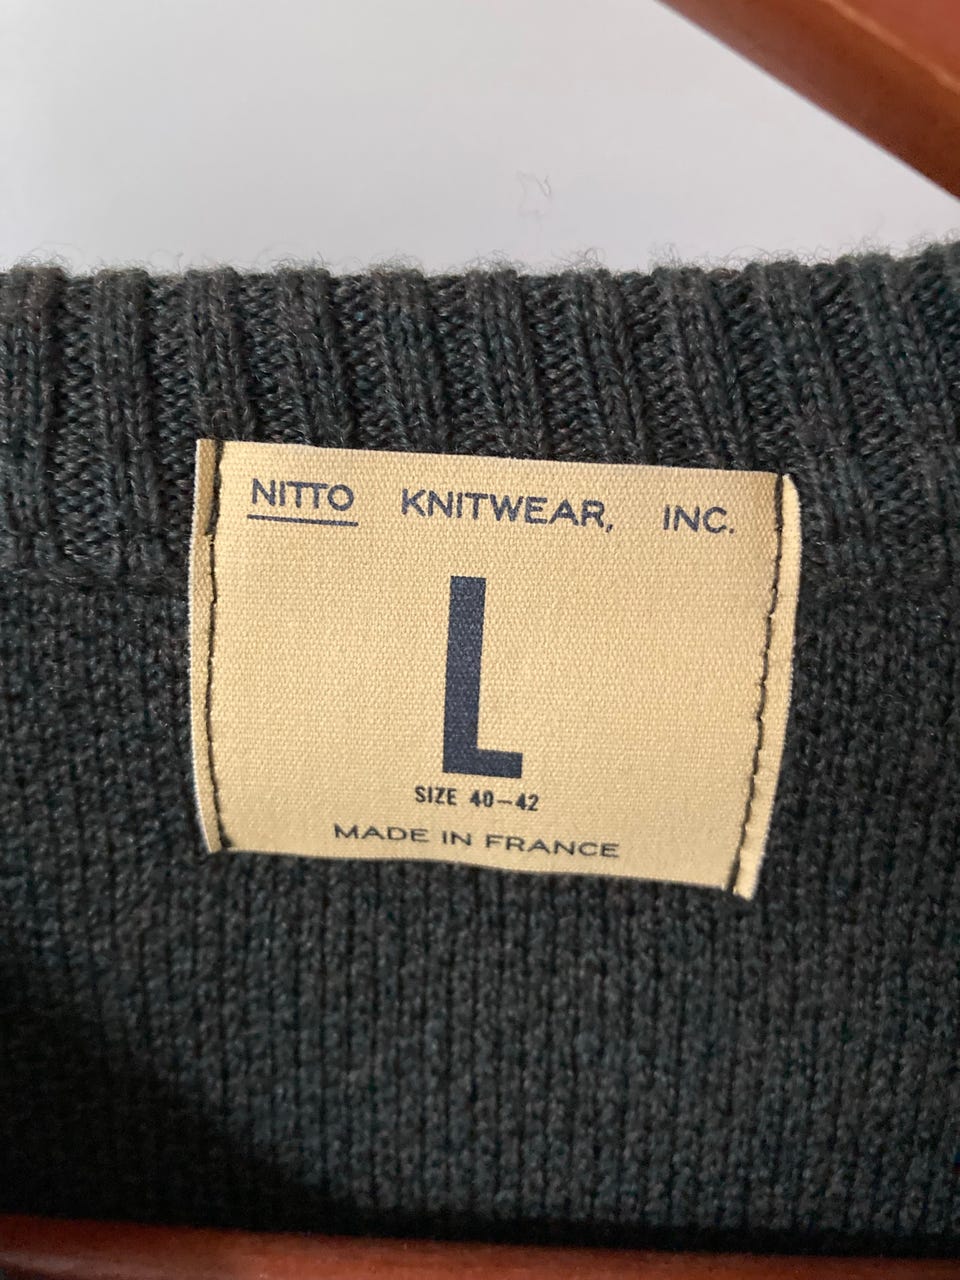 NITTO KNITWEAR, INC.
L
SIZE 40-42
MADE IN FRANCE